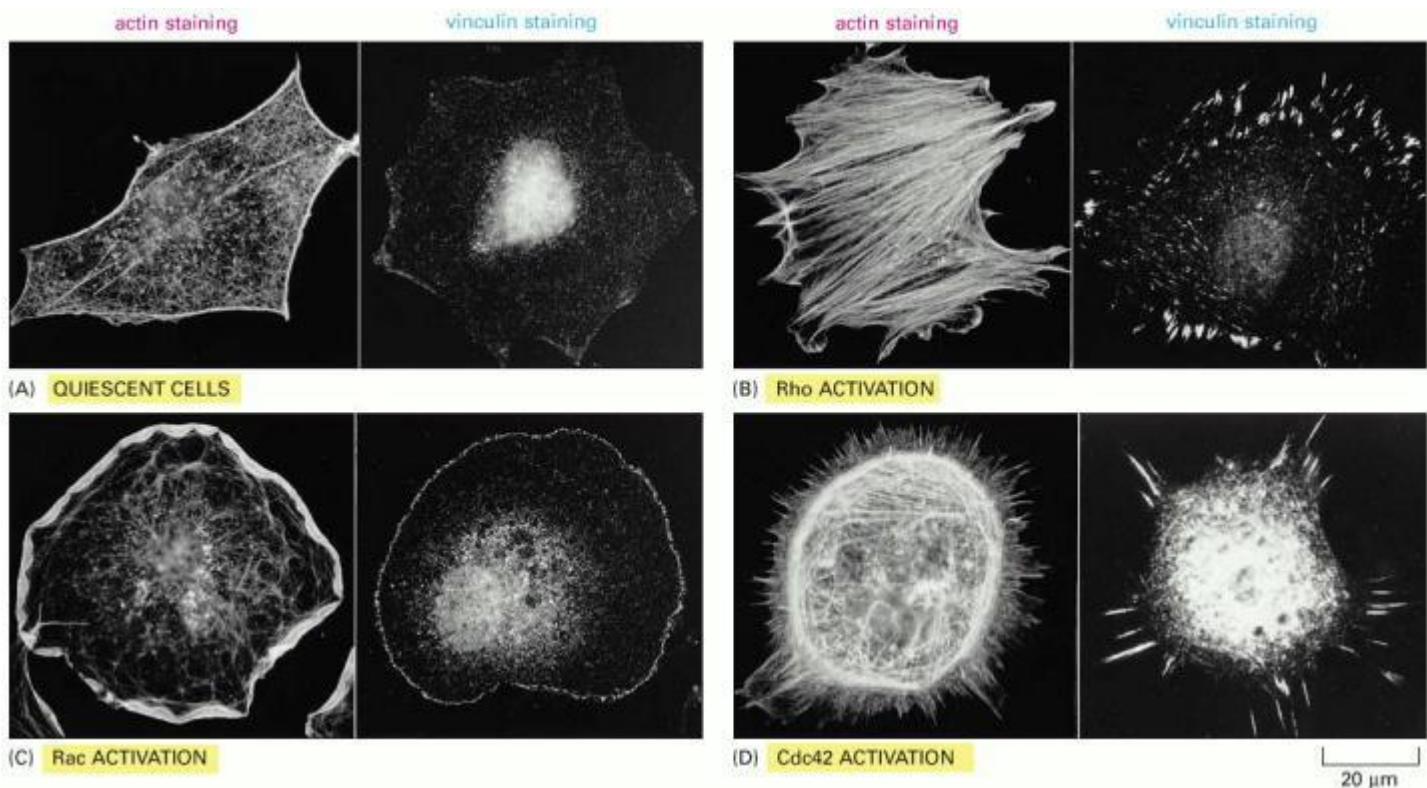 actin staining
vinculin staining
actin staining
vinculin staining
(A) QUIESCENT CELLS
(B) Rho ACTIVATION
(C) Rac ACTIVATION
(D) Cdc42 ACTIVATION
20 μm